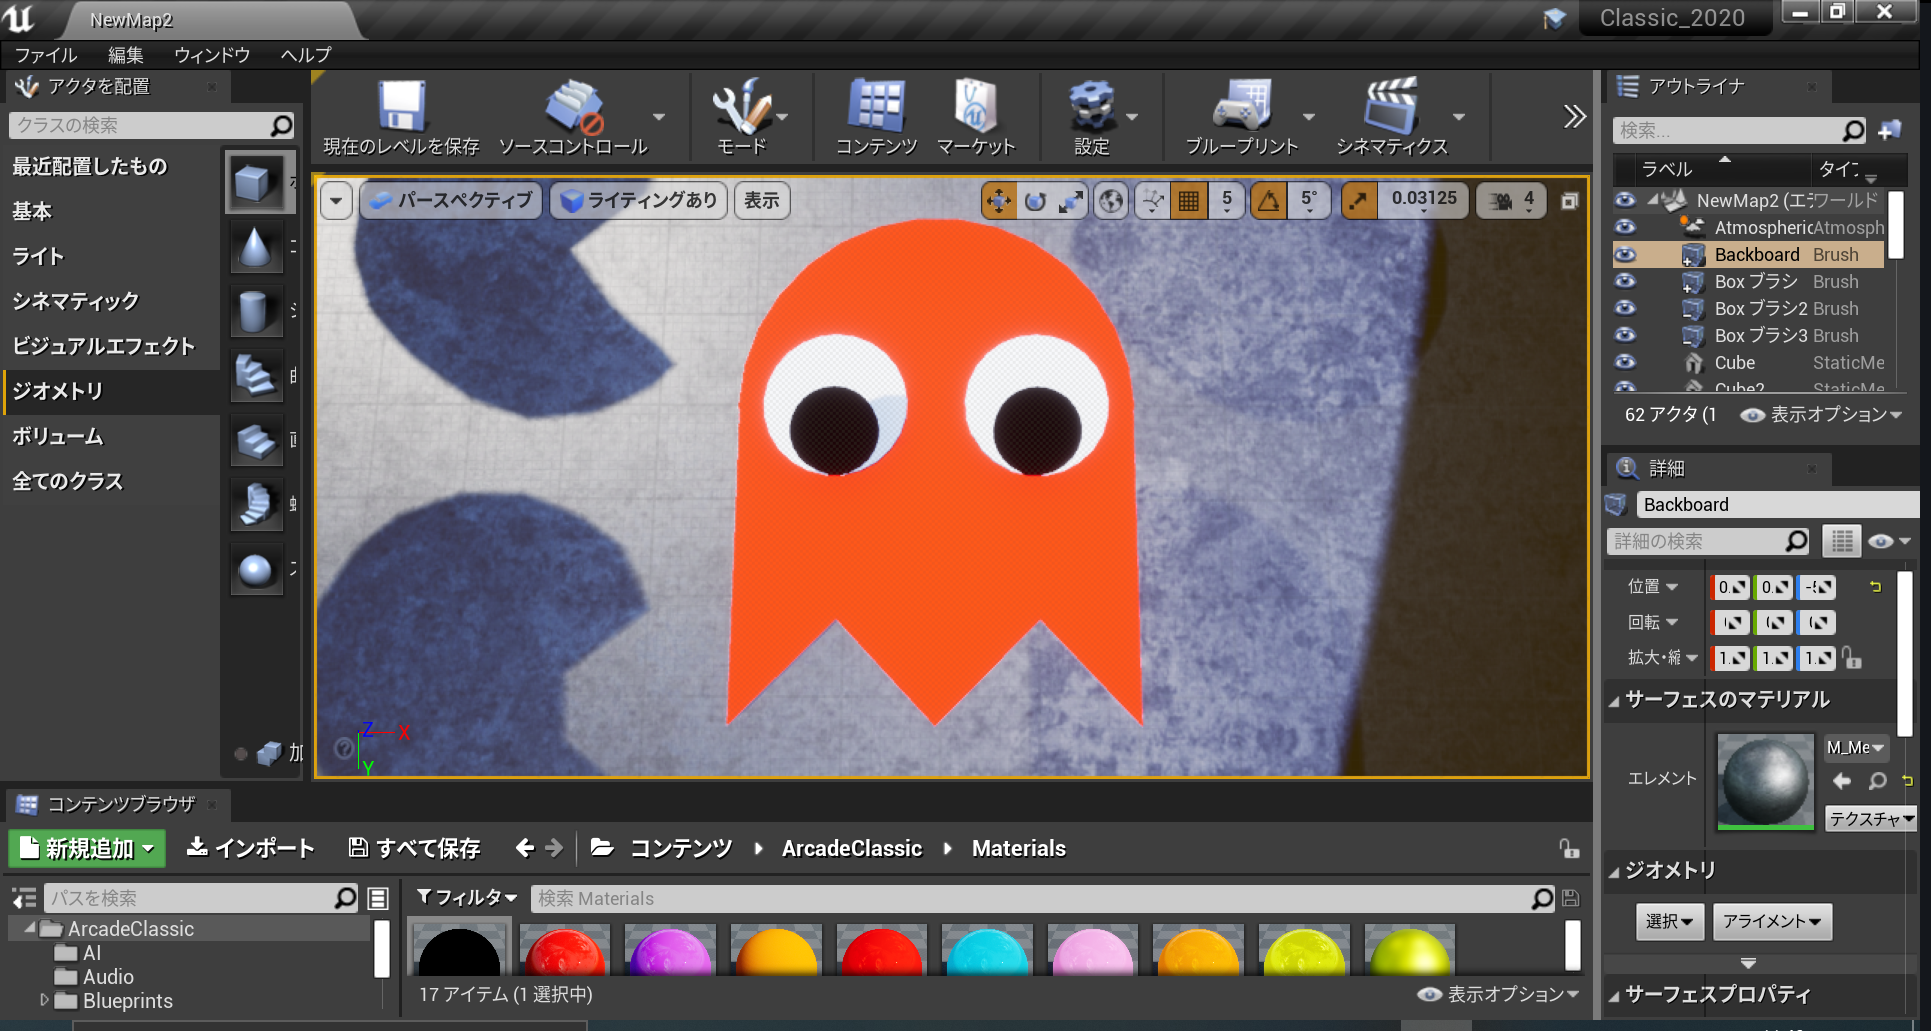 NewMap2
Classic_2020
ファイル 編集 ウィンドウ ヘルプ
アクタを配置
クラスの検索
最近配置したもの
基本
ライト
シネマティック
ビジュアルエフェクト
ジオメトリ
ボリューム
全てのクラス
加
現在のレベルを保存
ソースコントロール
モード
コンテンツ
マーケット
設定
ブループリント
シネマティクス
パースペクティブ
ライティングあり
表示
5
5°
0.03125
4
Z X
Y
アウトライナ
検索...
ラベル
NewMap2 (エ ワールド
Atmospheric Atmosph
Backboard Brush
Box ブラシ Brush
Box ブラシ2 Brush
Box ブラシ3 Brush
Cube StaticMe
Cube2 StaticMe
62 アクタ (1 表示オプション
詳細
Backboard
詳細の検索
位置 0. 0.
回転
拡大・縮 1. 1. 1.
サーフェスのマテリアル
エレメント
M_Me
テクスチャ
ジオメトリ
選択 アライメント
サーフェスプロパティ
コンテンツブラウザ
新規追加 インポート すべて保存 コンテンツ ArcadeClassic Materials
パスを検索
フィルタ 検索 Materials
ArcadeClassic
AI
Audio
Blueprints
17 アイテム (1 選択中)
表示オプション